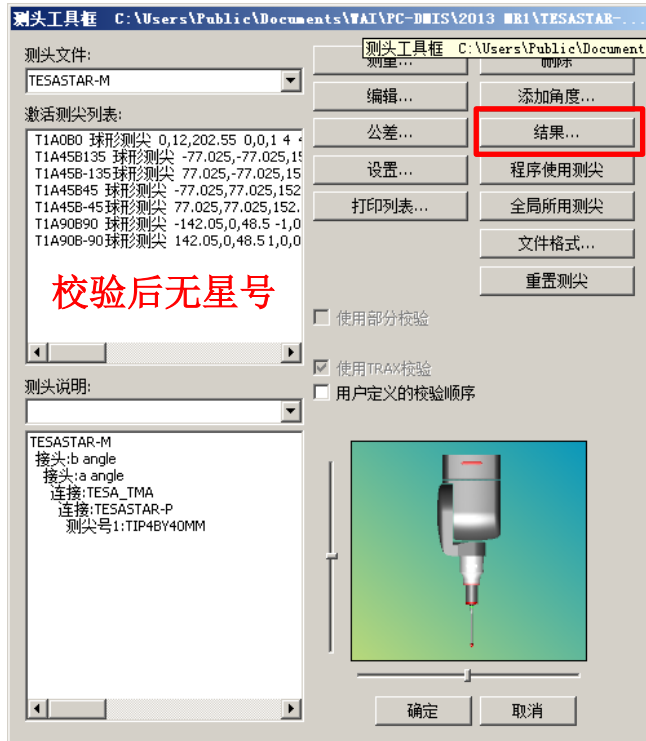 测头工具框 C:\Users\Public\Documents\WAI\PC-DMIS\2013 MR1\TESASTAR-...
测头工具框 C:\Users\Public\Document
测头文件:
TESASTAR-M
测量...
删除
编辑...
添加角度...
激活测尖列表:
公差...
结果...
设置...
程序使用测尖
打印列表...
全局所用测尖
文件格式...
重置测尖
T1A0B0 球形测尖 0,12,202.55 0,0,1 4
T1A45B135 球形测尖 -77.025,-77.025,15
T1A45B-135球形测尖 77.025,-77.025,15
T1A45B45 球形测尖 -77.025,77.025,152
T1A45B-45球形测尖 77.025,77.025,152.
T1A90B90 球形测尖 -142.05,0,48.5 -1,0
T1A90B-90球形测尖 142.05,0,48.5 1,0,0
校验后无星号
使用部分校验
使用TRAX校验
用户定义的校验顺序
测头说明:
TESASTAR-M
接头:b angle
接头:a angle
连接:TESA_TMA
连接:TESASTAR-P
测尖号1:TIP4BY40MM
确定
取消